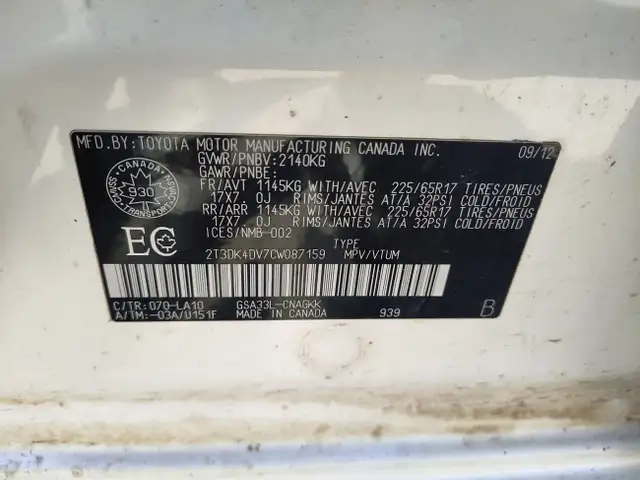 MFD.BY: TOYOTA MOTOR MANUFACTURING CANADA INC. 09/12
GVWR/PNBV: 2140KG
GAWR/PNBE:
FR/AVT 1145KG WITH/AVEC 225/65R17 TIRES/PNEUS
17X7.0J RIMS/JANTES AT/A 32PSI COLD/FROID
RR/ARR 1145KG WITH/AVEC 225/65R17 TIRES/PNEUS
17X7.0J RIMS/JANTES AT/A 32PSI COLD/FROID
ICES/NMB-002
CANADA
930
EC
TYPE
2T3DK4DV7CW087159 MPV/VTUM
C/TR: 070-LA10 GSA33L-CNAGKK
A/TM: -03A/U151F MADE IN CANADA 939 B